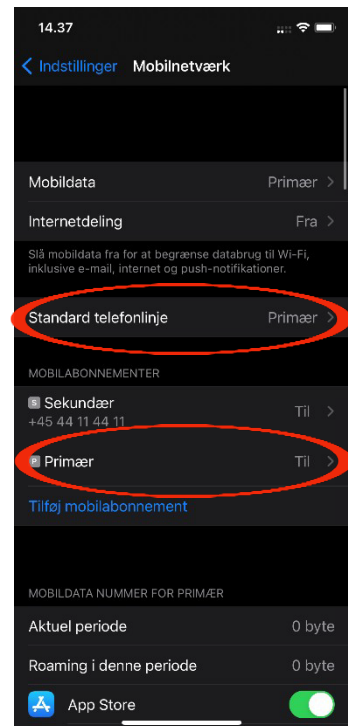 14.37
Indstillinger Mobilnetværk
Mobildata Primær
Internetdeling Fra
Slå mobildata fra for at begrænse databrug til Wi-Fi,
inklusive e-mail, internet og push-notifikationer.
Standard telefonlinje Primær
MOBILABONNEMENTER
S Sekundær Til
+45 44 11 44 11
P Primær Til
Tilføj mobilabonnement
MOBILDATA NUMMER FOR PRIMÆR
Aktuel periode 0 byte
Roaming i denne periode 0 byte
App Store